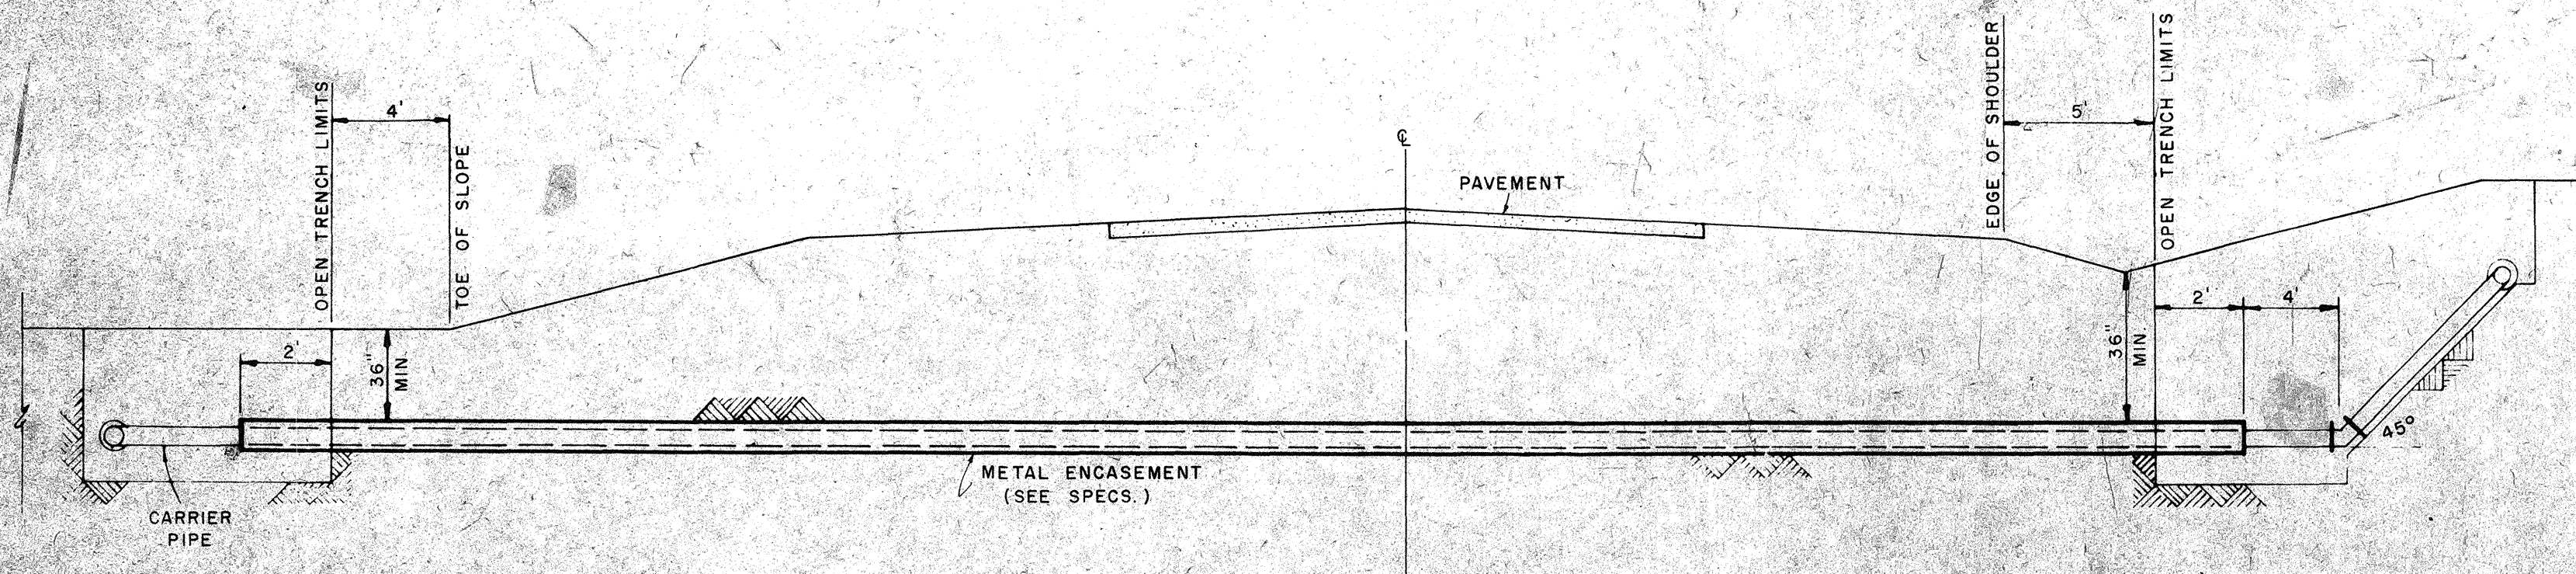 OPEN TRENCH LIMITS
4'
TOE OF SLOPE
℄
PAVEMENT
EDGE OF SHOULDER
5'
OPEN TRENCH LIMITS
2'
36"
MIN
36"
MIN.
2'
4'
45°
METAL ENCASEMENT
(SEE SPECS.)
CARRIER
PIPE